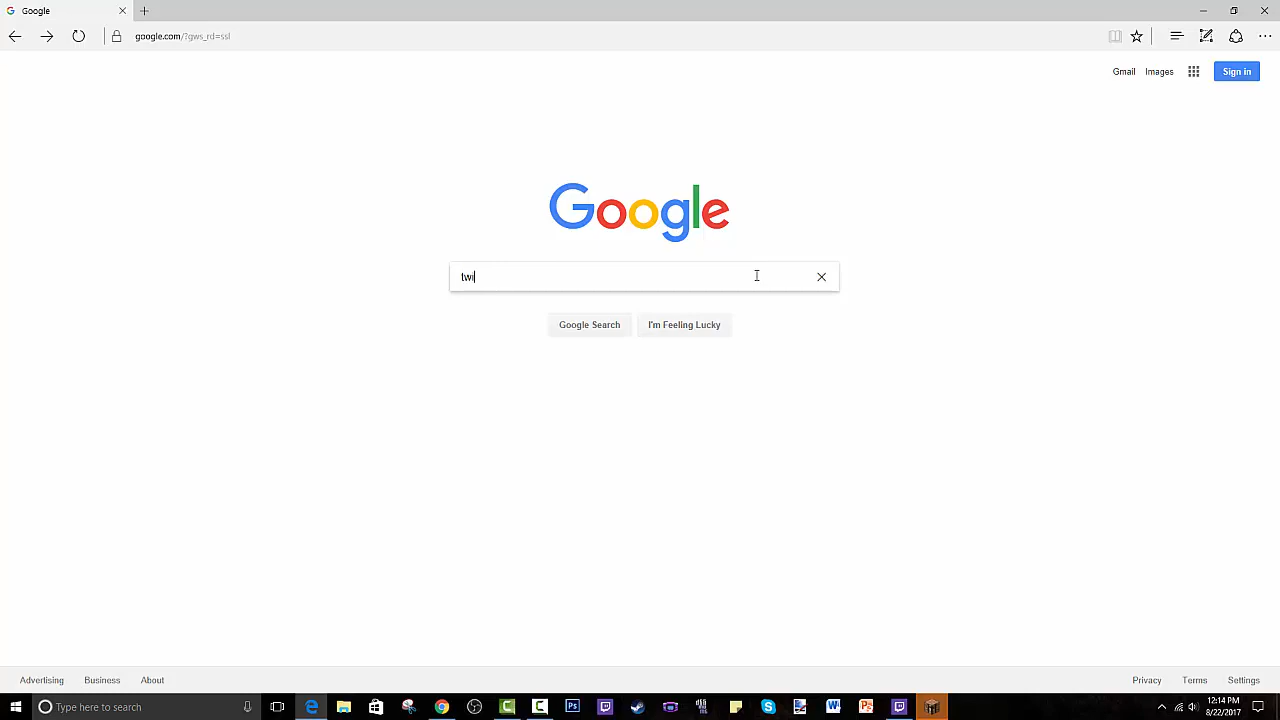 Google
google.com/?gws_rd=ssl
Gmail
Images
Sign in
Google
twi
Google Search
I'm Feeling Lucky
Advertising
Business
About
Privacy
Terms
Settings
Type here to search
12:14 PM
8/22/2017